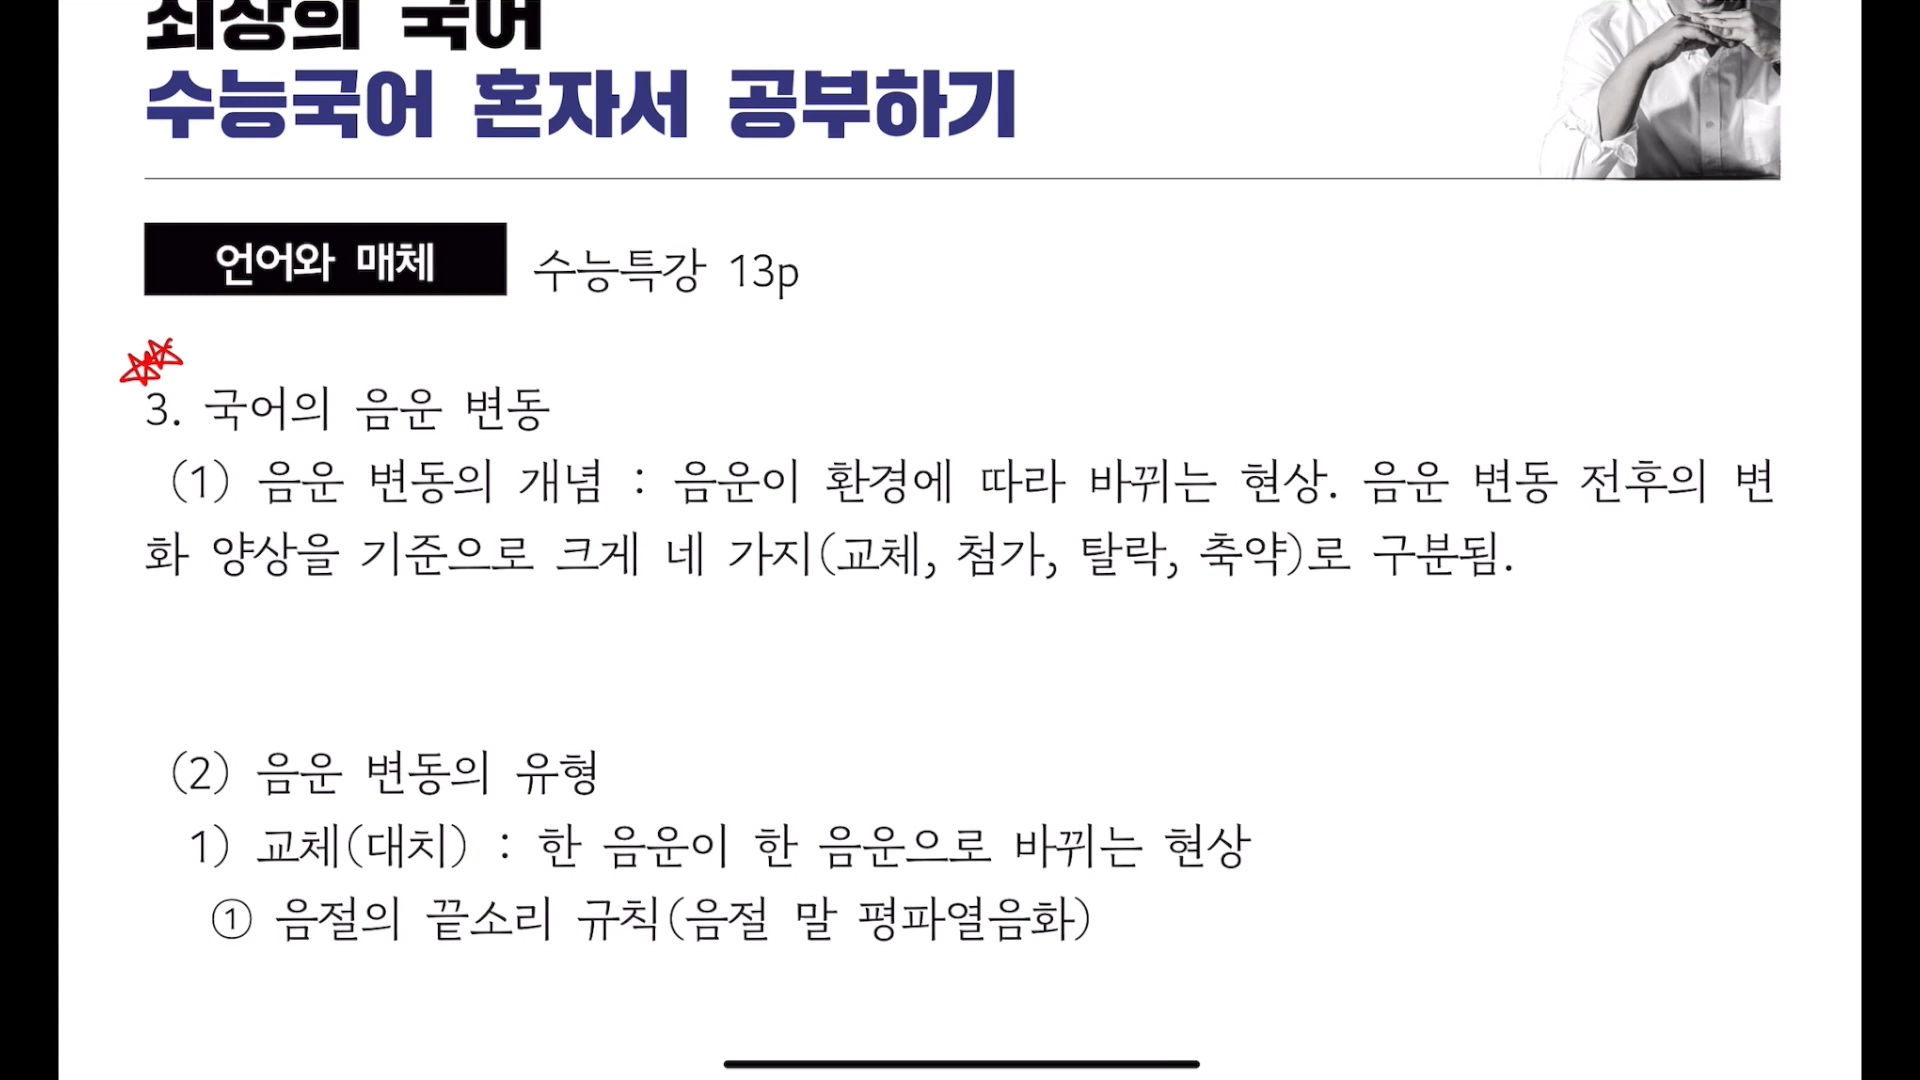 최상의 국어
수능국어 혼자서 공부하기
언어와 매체 수능특강 13p
3. 국어의 음운 변동
(1) 음운 변동의 개념 : 음운이 환경에 따라 바뀌는 현상. 음운 변동 전후의 변
화 양상을 기준으로 크게 네 가지(교체, 첨가, 탈락, 축약)로 구분됨.
(2) 음운 변동의 유형
1) 교체(대치) : 한 음운이 한 음운으로 바뀌는 현상
① 음절의 끝소리 규칙(음절 말 평파열음화)